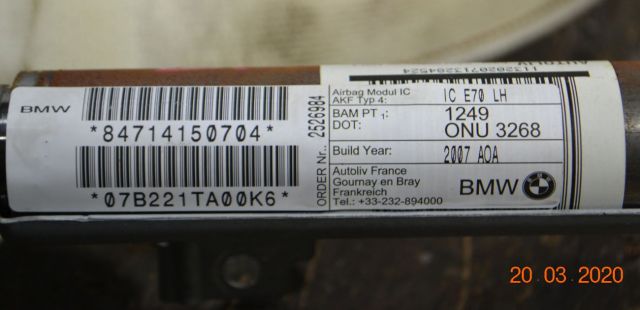 AUTOLIV
1132020713284524
BMW
*84714150704*
*07B221TA00K6*
ORDER Nr.. 2526984
Airbag Modul IC
AKF Typ 4: IC E70 LH
BAM PT 1: 1249
DOT: ONU 3268
Build Year: 2007 AOA
Autoliv France
Gournay en Bray
Frankreich
Tel.: +33-232-894000
BMW
20.03.2020